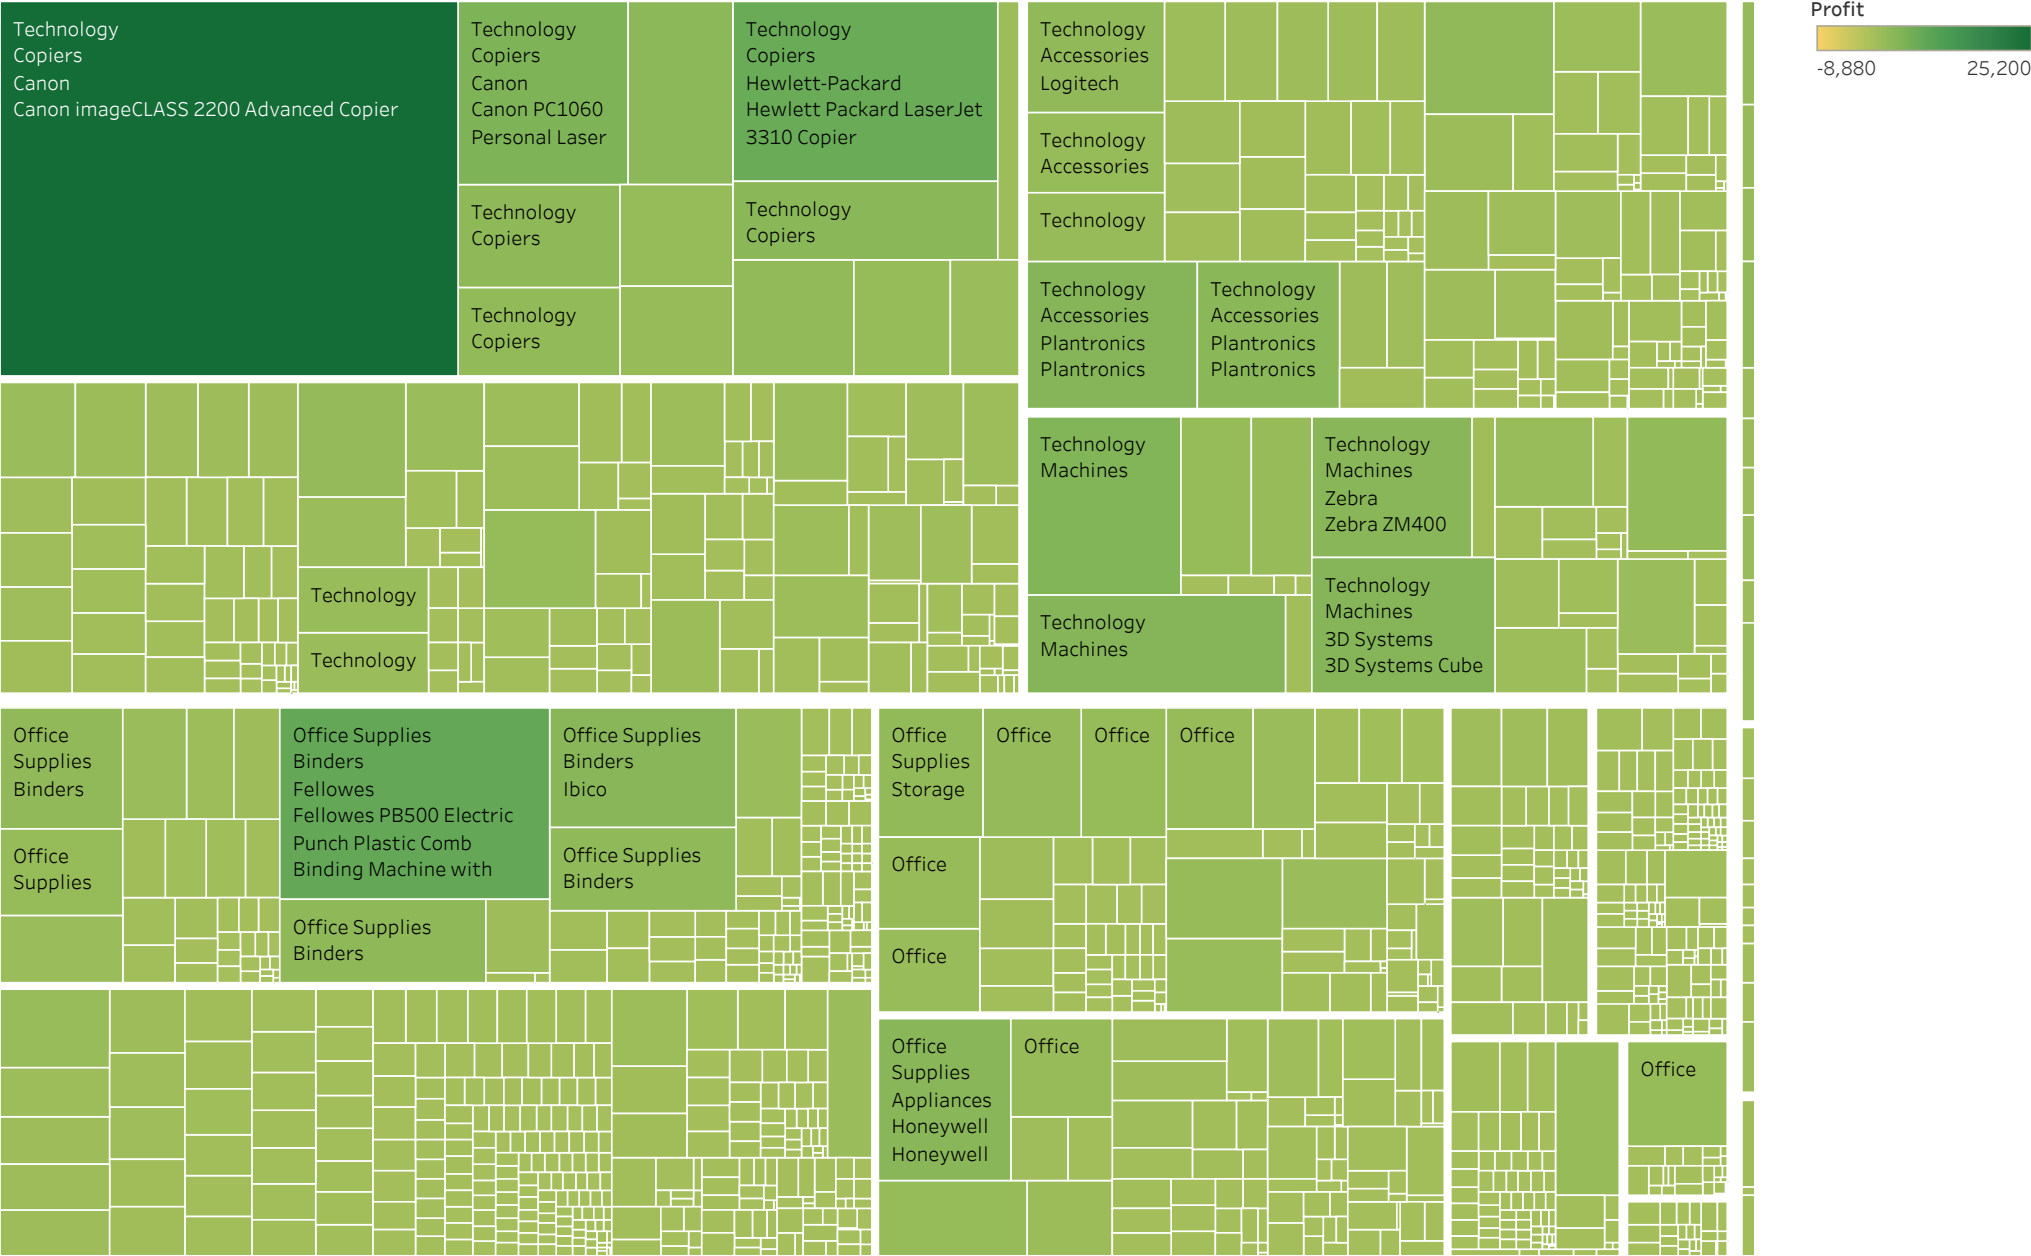 Technology
Copiers
Canon
Canon imageCLASS 2200 Advanced Copier
Technology
Copiers
Canon
Canon PC1060
Personal Laser
Technology
Copiers
Hewlett-Packard
Hewlett Packard LaserJet
3310 Copier
Technology
Copiers
Technology
Copiers
Technology
Copiers
Technology
Accessories
Logitech
Technology
Accessories
Technology
Technology
Accessories
Plantronics
Plantronics
Technology
Accessories
Plantronics
Plantronics
Profit
-8,880 25,200
Technology
Technology
Technology
Machines
Technology
Machines
Zebra
Zebra ZM400
Technology
Machines
Technology
Machines
3D Systems
3D Systems Cube
Office
Supplies
Binders
Office
Supplies
Office Supplies
Binders
Fellowes
Fellowes PB500 Electric
Punch Plastic Comb
Binding Machine with
Office Supplies
Binders
Office Supplies
Binders
Ibico
Office Supplies
Binders
Office
Supplies
Storage
Office
Office
Office
Office
Office
Office
Supplies
Appliances
Honeywell
Honeywell
Office
Office